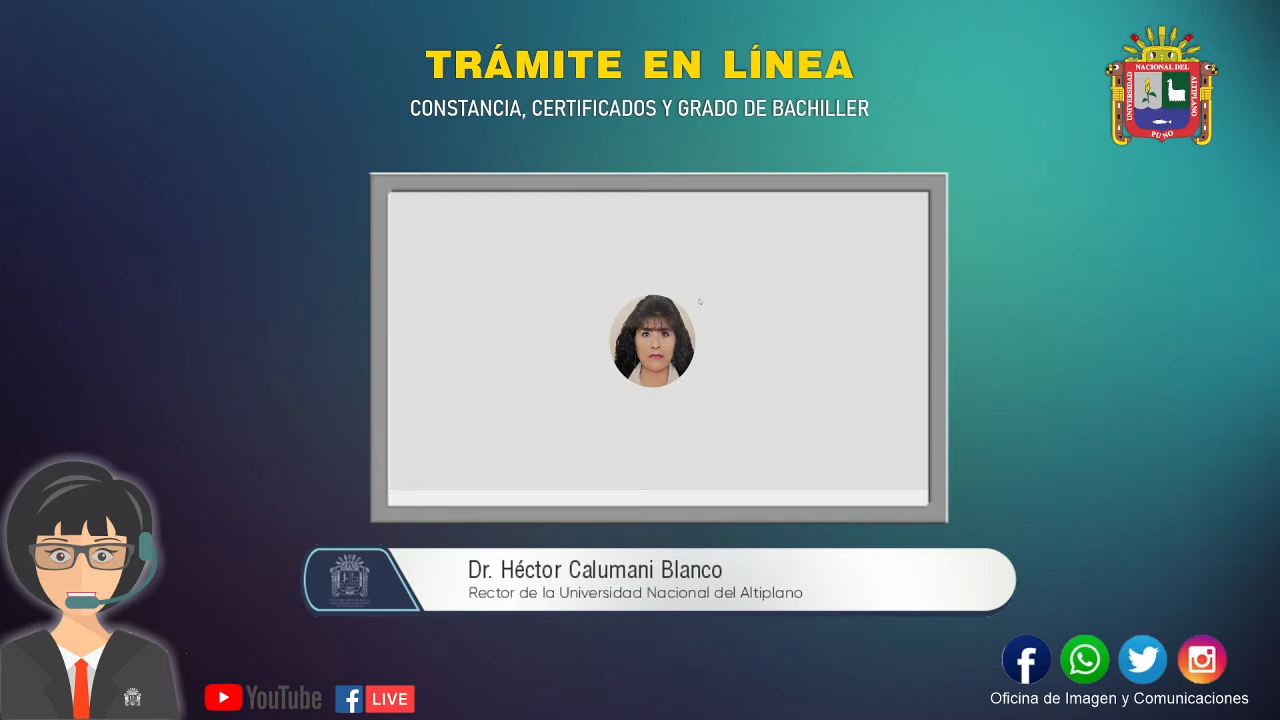 TRÁMITE EN LÍNEA
CONSTANCIA, CERTIFICADOS Y GRADO DE BACHILLER
NACIONAL DEL
UNIVERSIDAD
ALTIPLANO
PUNO
Dr. Héctor Calumani Blanco
Rector de la Universidad Nacional del Altiplano
YouTube
LIVE
Oficina de Imagen y Comunicaciones